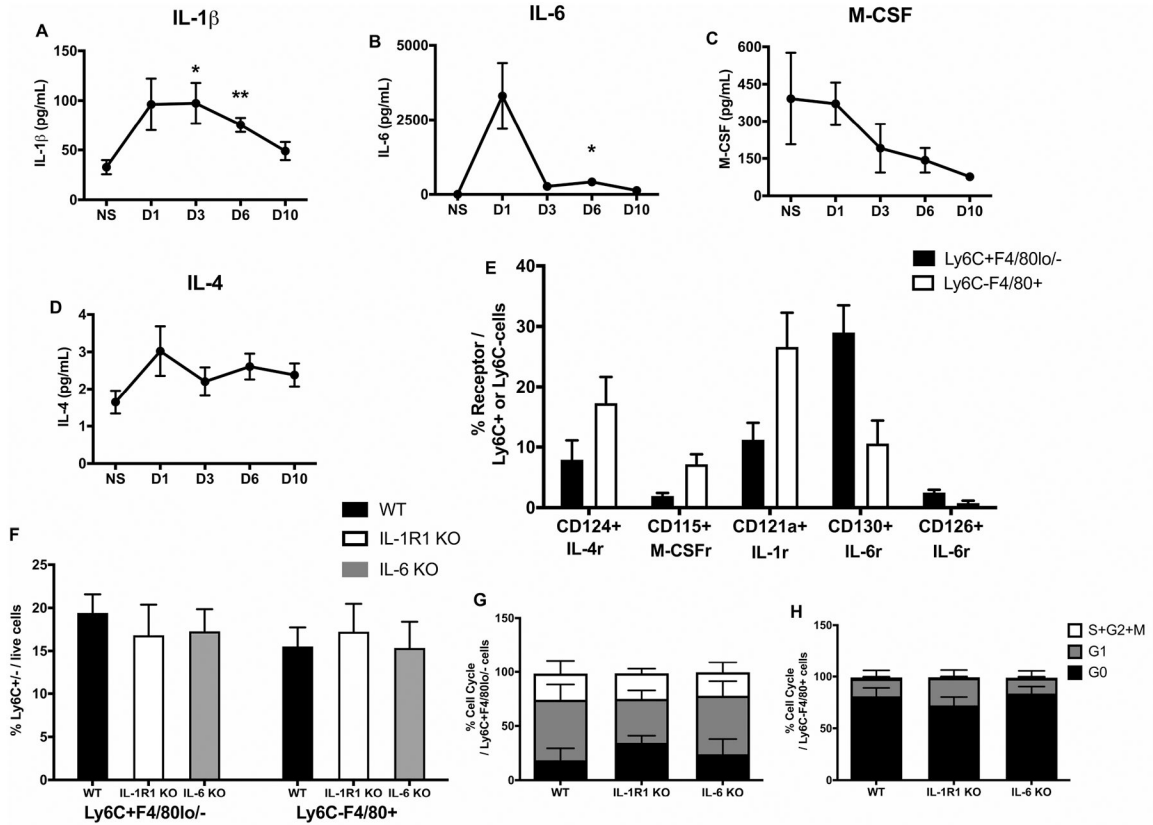 A
IL-1β
IL-1β (pg/mL)
150
100
50
0
*
**
NS D1 D3 D6 D10
B
IL-6
IL-6 (pg/mL)
5000
2500
0
*
NS D1 D3 D6 D10
C
M-CSF
M-CSF (pg/mL)
600
450
300
150
0
NS D1 D3 D6 D10
D
IL-4
IL-4 (pg/mL)
4
3
2
1
0
NS D1 D3 D6 D10
E
Ly6C+F4/80lo/-
Ly6C-F4/80+
% Receptor /
Ly6C+ or Ly6C-cells
40
30
20
10
0
CD124+ CD115+ CD121a+ CD130+ CD126+
IL-4r M-CSFr IL-1r IL-6r IL-6r
F
WT
IL-1R1 KO
IL-6 KO
% Ly6C+/- / live cells
25
20
15
10
5
0
WT IL-1R1 KO IL-6 KO WT IL-1R1 KO IL-6 KO
Ly6C+F4/80lo/- Ly6C-F4/80+
G
% Cell Cycle
/ Ly6C+F4/80lo/- cells
150
100
50
0
WT IL-1R1 KO IL-6 KO
H
% Cell Cycle
/ Ly6C-F4/80+ cells
150
100
50
0
WT IL-1R1 KO IL-6 KO
S+G2+M
G1
G0